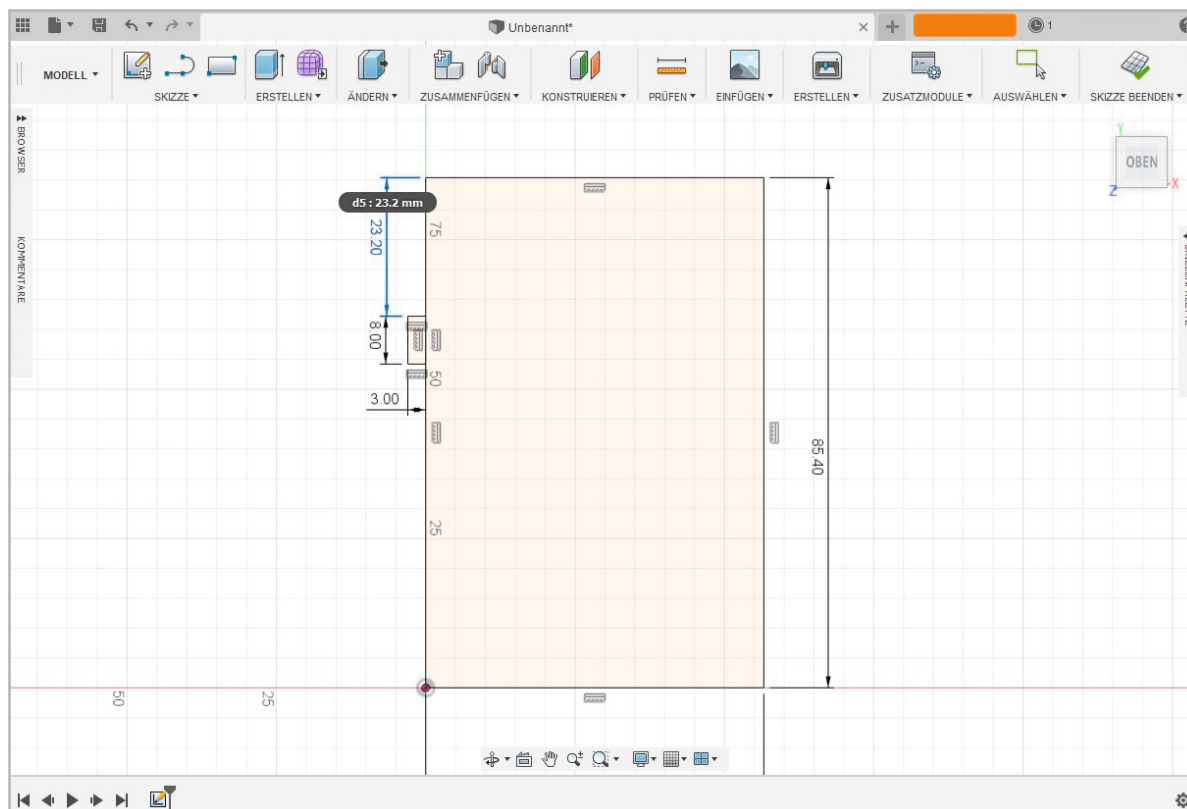 Unbenannt*
1
MODELL
SKIZZE
ERSTELLEN
ÄNDERN
ZUSAMMENFÜGEN
KONSTRUIEREN
PRÜFEN
EINFÜGEN
ERSTELLEN
ZUSATZMODULE
AUSWÄHLEN
SKIZZE BEENDEN
BROWSER
KOMMENTARE
Y
OBEN
Z
X
d5 : 23.2 mm
23.20
75
8.00
50
3.00
85.40
25
50
25